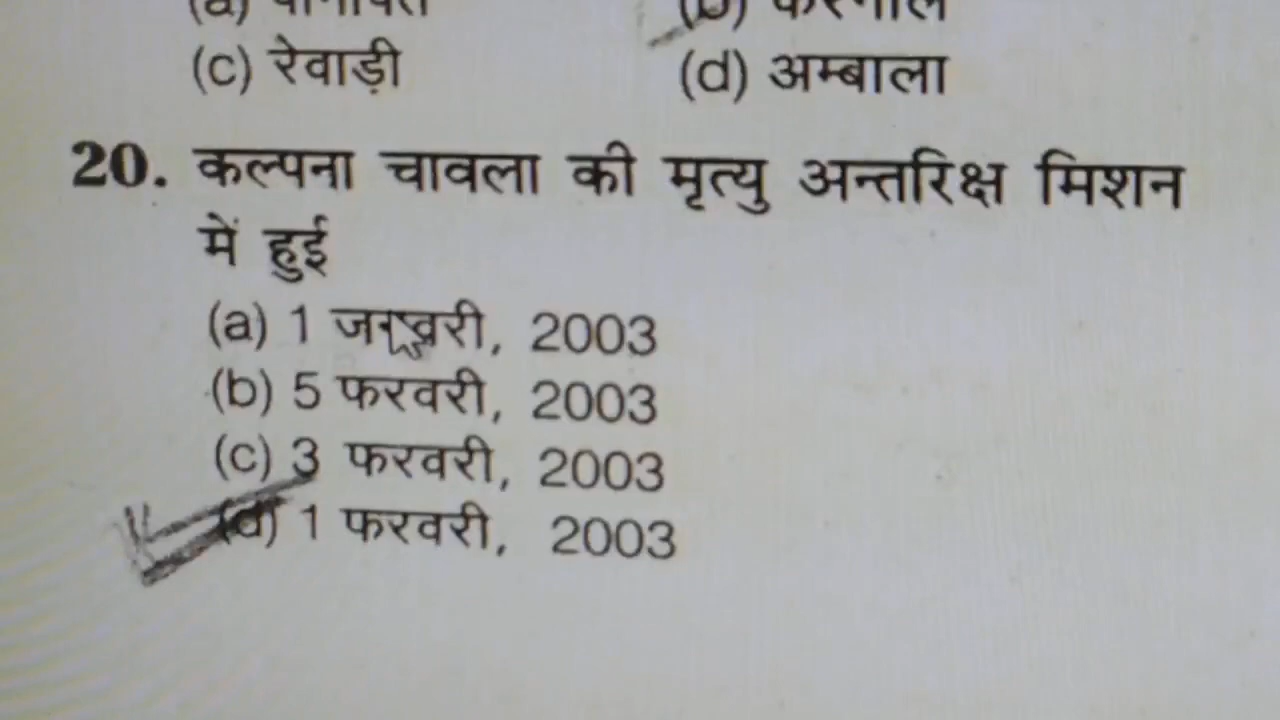 (c) रेवाड़ी (d) अम्बाला
20. कल्पना चावला की मृत्यु अन्तरिक्ष मिशन
में हुई
(a) 1 जनवरी, 2003
(b) 5 फरवरी, 2003
(c) 3 फरवरी, 2003
(d) 1 फरवरी, 2003